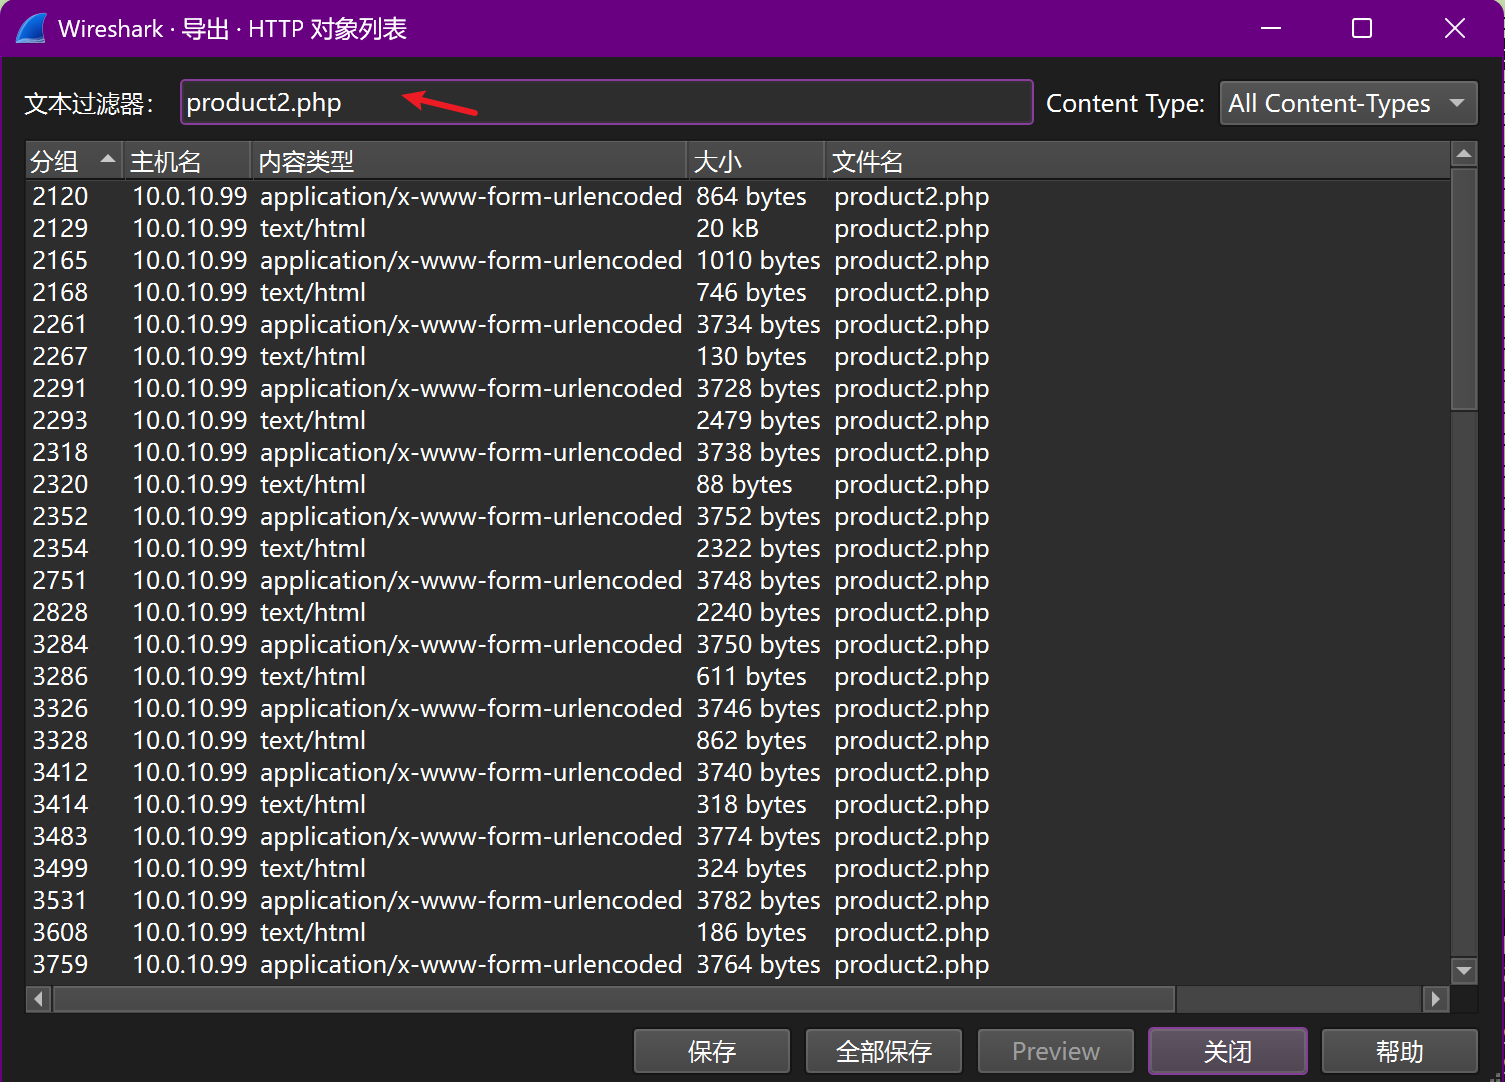 Wireshark · 导出 · HTTP 对象列表
文本过滤器： product2.php Content Type: All Content-Types
分组 主机名 内容类型 大小 文件名
2120 10.0.10.99 application/x-www-form-urlencoded 864 bytes product2.php
2129 10.0.10.99 text/html 20 kB product2.php
2165 10.0.10.99 application/x-www-form-urlencoded 1010 bytes product2.php
2168 10.0.10.99 text/html 746 bytes product2.php
2261 10.0.10.99 application/x-www-form-urlencoded 3734 bytes product2.php
2267 10.0.10.99 text/html 130 bytes product2.php
2291 10.0.10.99 application/x-www-form-urlencoded 3728 bytes product2.php
2293 10.0.10.99 text/html 2479 bytes product2.php
2318 10.0.10.99 application/x-www-form-urlencoded 3738 bytes product2.php
2320 10.0.10.99 text/html 88 bytes product2.php
2352 10.0.10.99 application/x-www-form-urlencoded 3752 bytes product2.php
2354 10.0.10.99 text/html 2322 bytes product2.php
2751 10.0.10.99 application/x-www-form-urlencoded 3748 bytes product2.php
2828 10.0.10.99 text/html 2240 bytes product2.php
3284 10.0.10.99 application/x-www-form-urlencoded 3750 bytes product2.php
3286 10.0.10.99 text/html 611 bytes product2.php
3326 10.0.10.99 application/x-www-form-urlencoded 3746 bytes product2.php
3328 10.0.10.99 text/html 862 bytes product2.php
3412 10.0.10.99 application/x-www-form-urlencoded 3740 bytes product2.php
3414 10.0.10.99 text/html 318 bytes product2.php
3483 10.0.10.99 application/x-www-form-urlencoded 3774 bytes product2.php
3499 10.0.10.99 text/html 324 bytes product2.php
3531 10.0.10.99 application/x-www-form-urlencoded 3782 bytes product2.php
3608 10.0.10.99 text/html 186 bytes product2.php
3759 10.0.10.99 application/x-www-form-urlencoded 3764 bytes product2.php
保存 全部保存 Preview 关闭 帮助